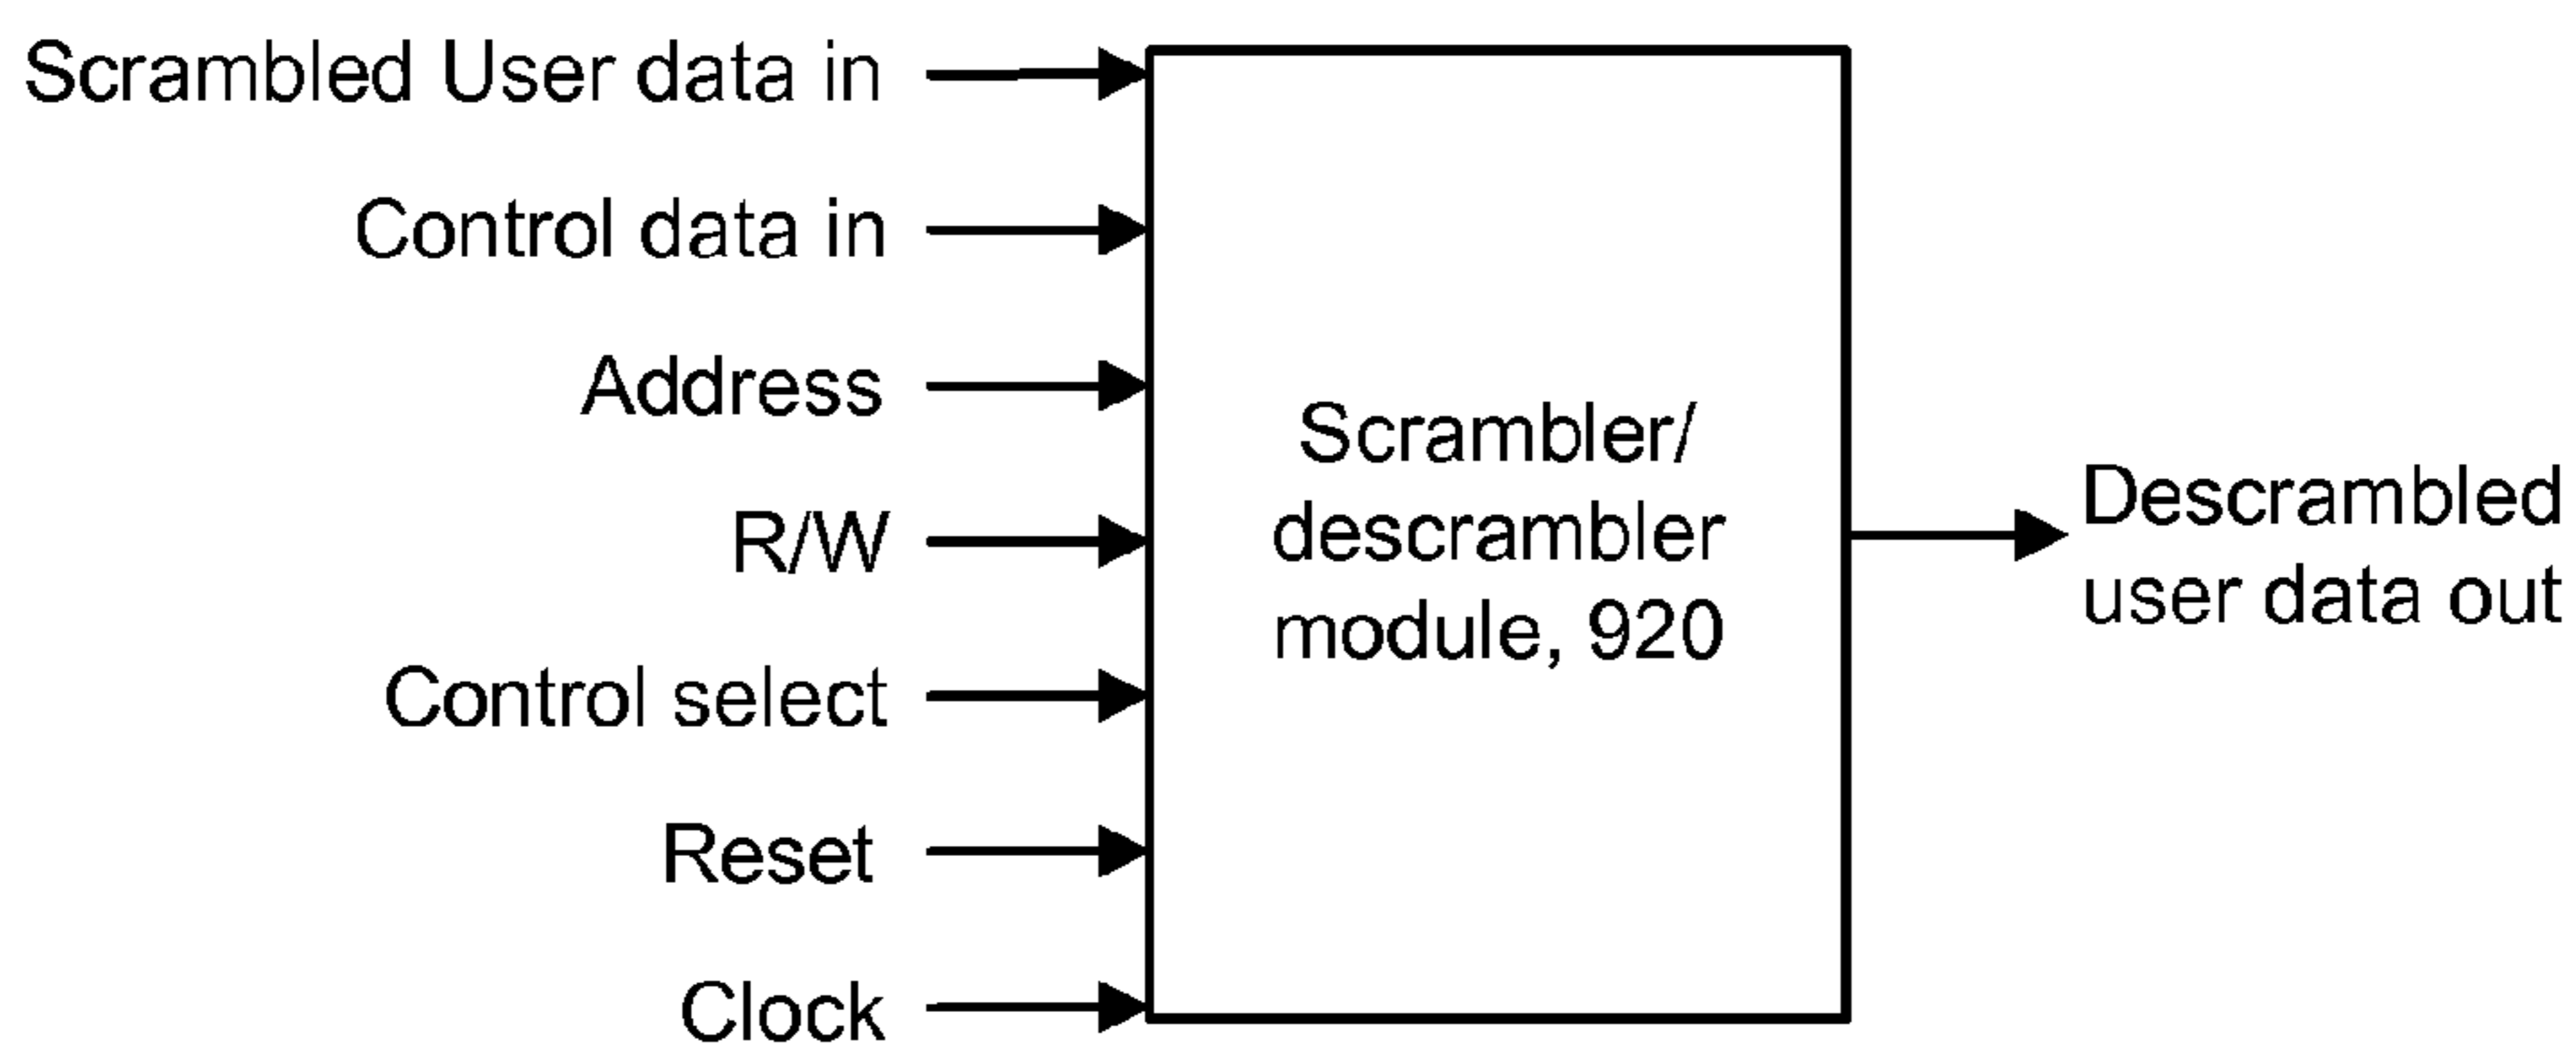 Scrambled User data in
Control data in
Address
R/W
Control select
Reset
Clock
Scrambler/
descrambler
module, 920
Descrambled
user data out